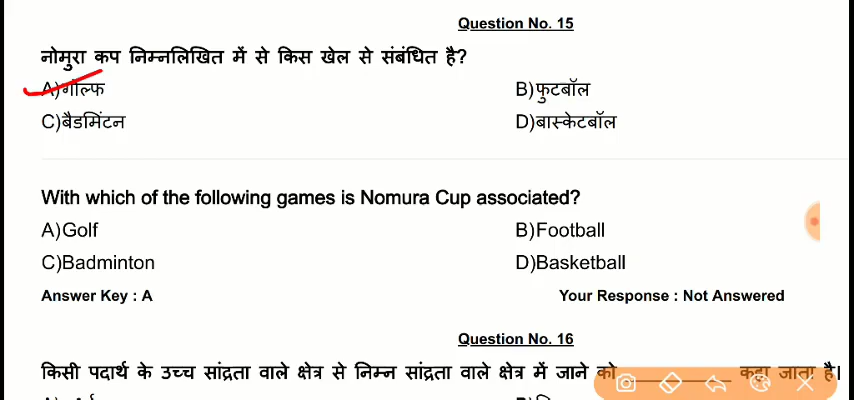 Question No. 15
नोमुरा कप निम्नलिखित में से किस खेल से संबंधित है?
A)गोल्फ
B)फुटबॉल
C)बैडमिंटन
D)बास्केटबॉल
With which of the following games is Nomura Cup associated?
A)Golf
B)Football
C)Badminton
D)Basketball
Answer Key : A
Your Response : Not Answered
Question No. 16
किसी पदार्थ के उच्च सांद्रता वाले क्षेत्र से निम्न सांद्रता वाले क्षेत्र में जाने को __________ कहा जाता है।